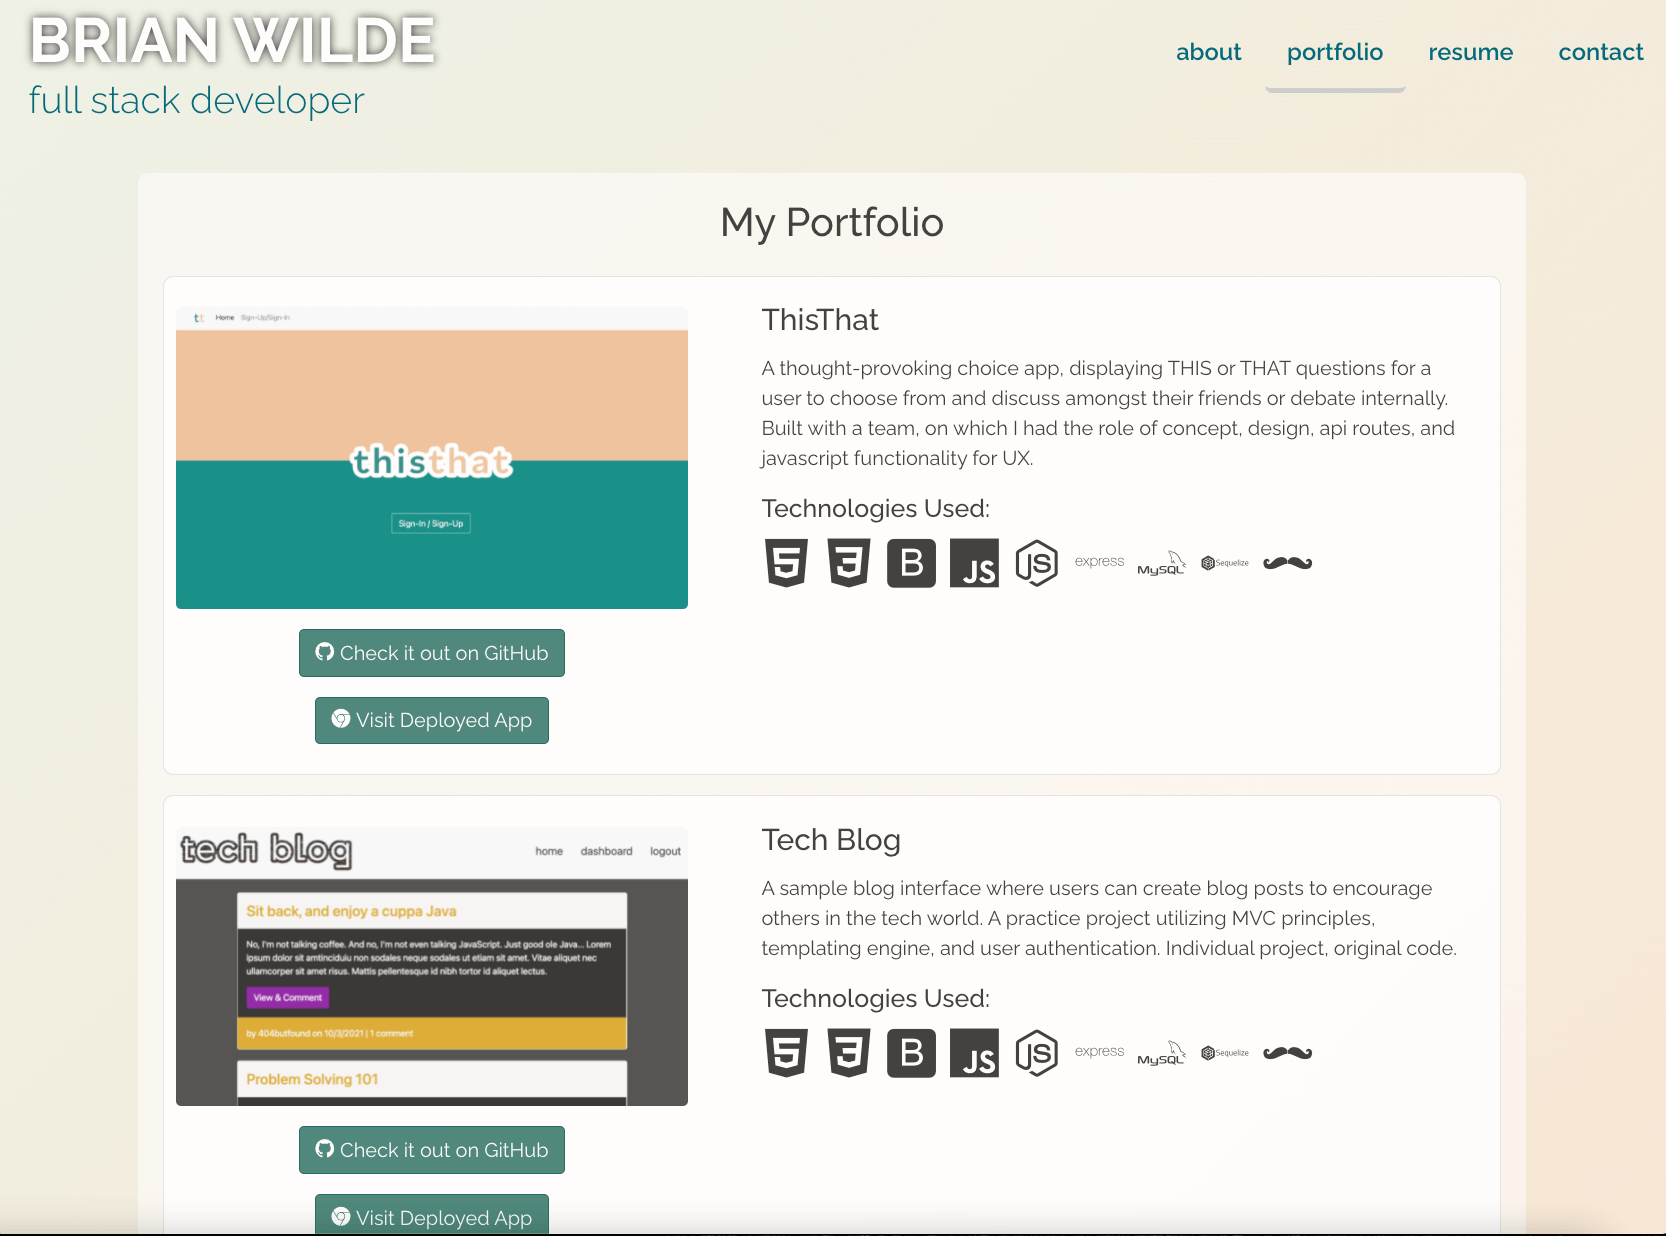 BRIAN WILDE
full stack developer
about portfolio resume contact
My Portfolio
tt Home Sign-Up/Sign-In
thisthat
Sign-In / Sign-Up
Check it out on GitHub
Visit Deployed App
ThisThat
A thought-provoking choice app, displaying THIS or THAT questions for a
user to choose from and discuss amongst their friends or debate internally.
Built with a team, on which I had the role of concept, design, api routes, and
javascript functionality for UX.
Technologies Used:
5 3 B JS JS express MySQL Sequelize
tech blog home dashboard logout
Sit back, and enjoy a cuppa Java
No, I'm not talking coffee. And no, I'm not even talking JavaScript. Just good ole Java... Lorem
ipsum dolor sit amtinciduiu non sodales neque sodales ut etiam sit amet. Vitae aliquet nec
ullamcorper sit amet risus. Mattis pellentesque id nibh tortor id aliquet lectus.
View & Comment
by 404butfound on 10/3/2021 | 1 comment
Problem Solving 101
Check it out on GitHub
Visit Deployed App
Tech Blog
A sample blog interface where users can create blog posts to encourage
others in the tech world. A practice project utilizing MVC principles,
templating engine, and user authentication. Individual project, original code.
Technologies Used:
5 3 B JS JS express MySQL Sequelize